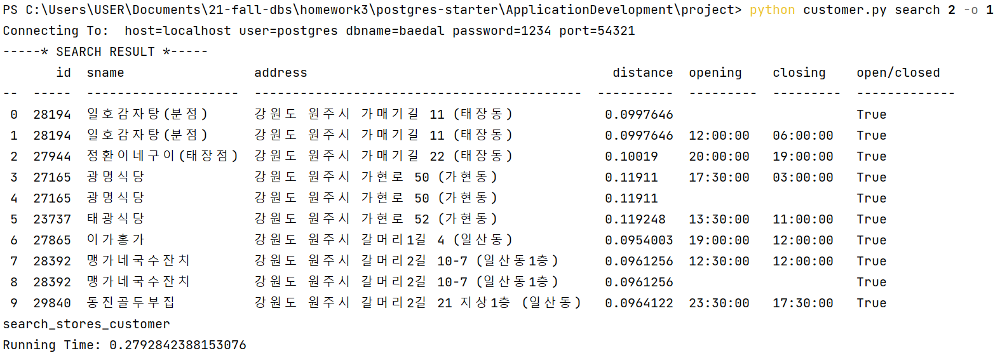 PS C:\Users\USER\Documents\21-fall-dbs\homework3\postgres-starter\ApplicationDevelopment\project> python customer.py search 2 -o 1
Connecting To:  host=localhost user=postgres dbname=baedal password=1234 port=54321
-----* SEARCH RESULT *-----
       id  sname                 address                                        distance  opening    closing    open/closed
--  -----  --------------------  -------------------------------------------  ----------  ---------  ---------  -------------
 0  28194  일호감자탕(분점)  강원도 원주시 가매기길 11 (태장동)  0.0997646  True
 1  28194  일호감자탕(분점)  강원도 원주시 가매기길 11 (태장동)  0.0997646  12:00:00   06:00:00   True
 2  27944  정환이네구이(태장점)  강원도 원주시 가매기길 22 (태장동)  0.10019    20:00:00   19:00:00   True
 3  27165  광명식당  강원도 원주시 가현로 50 (가현동)  0.11911    17:30:00   03:00:00   True
 4  27165  광명식당  강원도 원주시 가현로 50 (가현동)  0.11911    True
 5  23737  태광식당  강원도 원주시 가현로 52 (가현동)  0.119248   13:30:00   11:00:00   True
 6  27865  이가홍가  강원도 원주시 갈머리1길 4 (일산동)  0.0954003  19:00:00   12:00:00   True
 7  28392  맹가네국수잔치  강원도 원주시 갈머리2길 10-7 (일산동1층)  0.0961256  12:30:00   12:00:00   True
 8  28392  맹가네국수잔치  강원도 원주시 갈머리2길 10-7 (일산동1층)  0.0961256  True
 9  29840  동진골두부집  강원도 원주시 갈머리2길 21 지상1층 (일산동)  0.0964122  23:30:00   17:30:00   True
search_stores_customer
Running Time: 0.2792842388153076